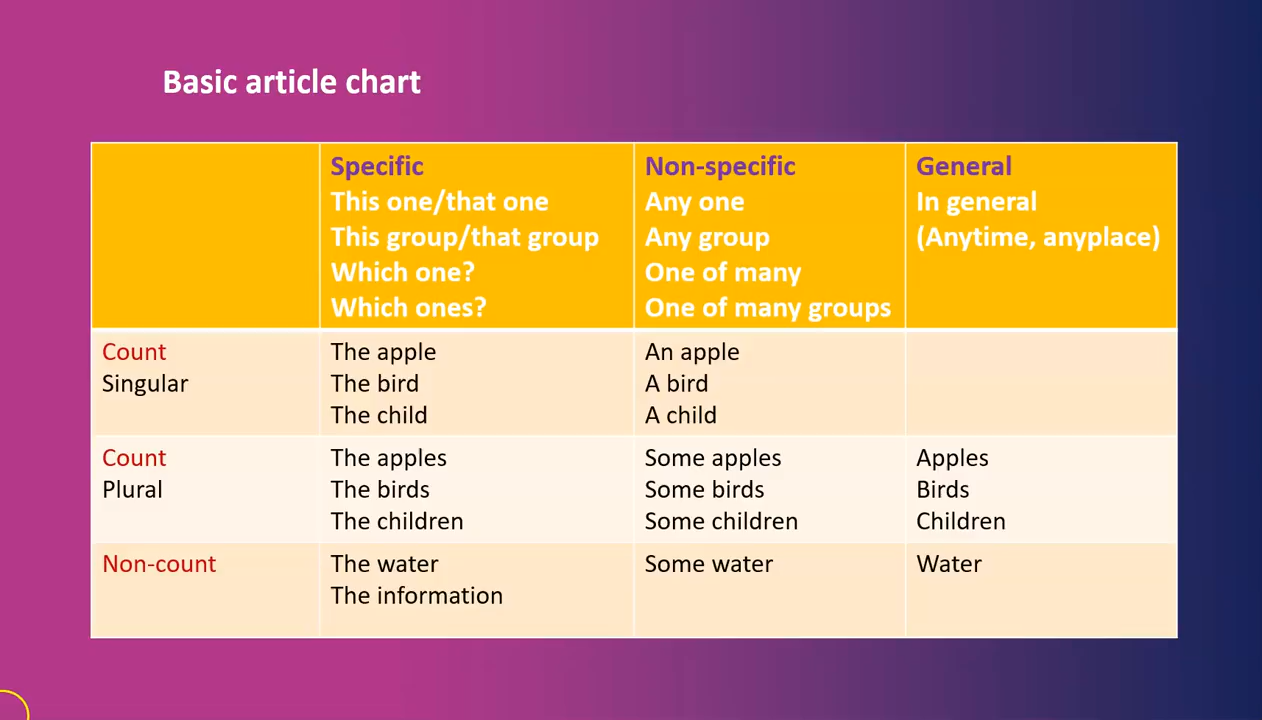 Basic article chart
Specific
This one/that one
This group/that group
Which one?
Which ones?
Non-specific
Any one
Any group
One of many
One of many groups
General
In general
(Anytime, anyplace)
Count
Singular
The apple
The bird
The child
An apple
A bird
A child
Count
Plural
The apples
The birds
The children
Some apples
Some birds
Some children
Apples
Birds
Children
Non-count
The water
The information
Some water
Water